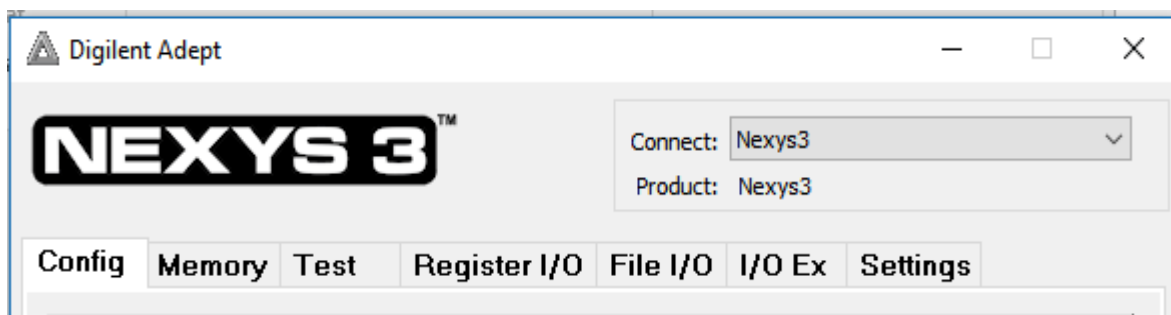 Digilent Adept
NEXYS 3™
Connect: Nexys3
Product: Nexys3
Config Memory Test Register I/O File I/O I/O Ex Settings